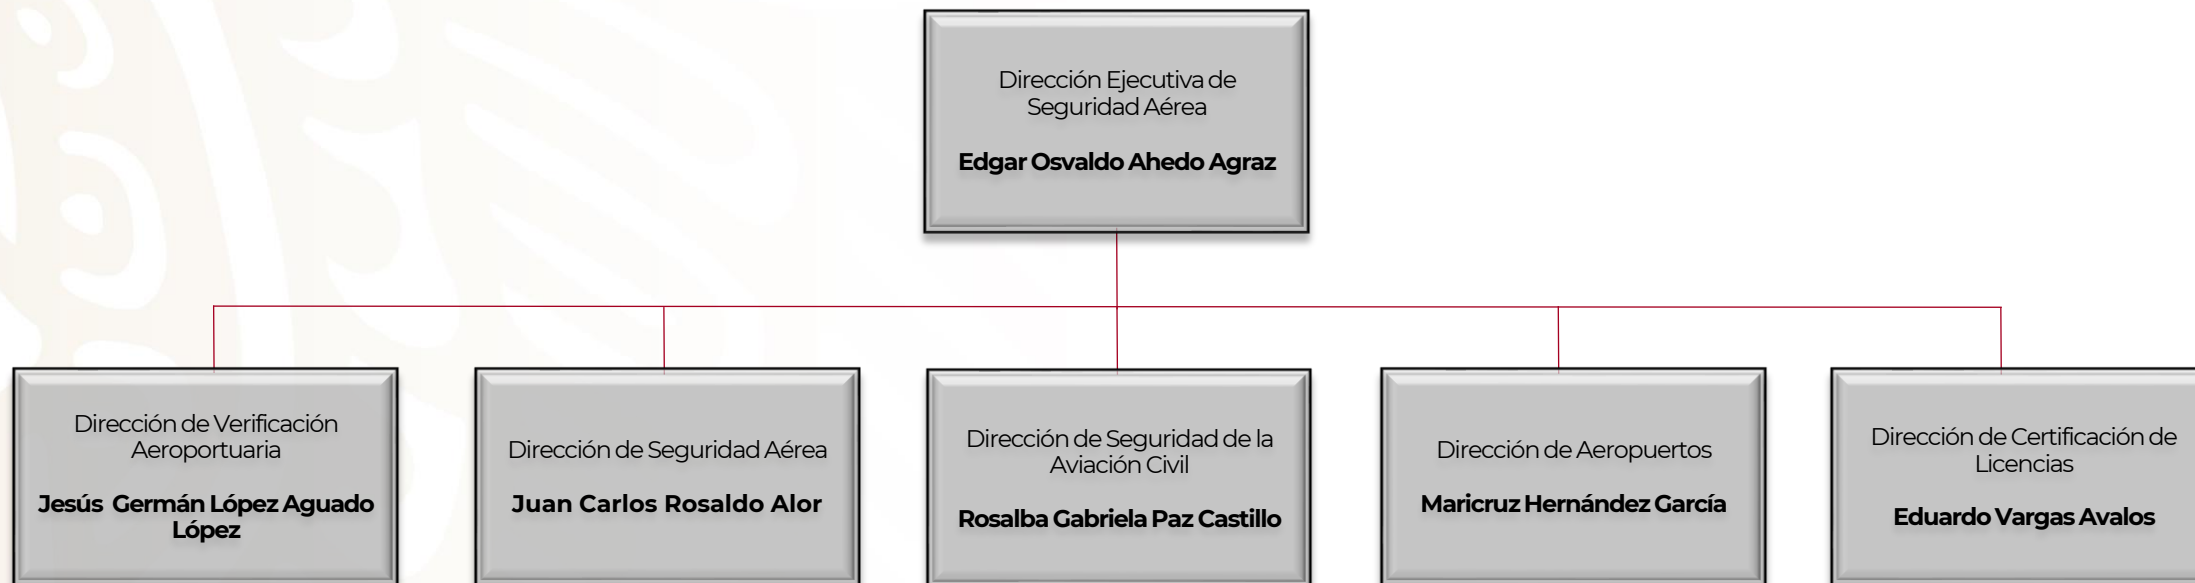 Dirección Ejecutiva de
Seguridad Aérea
Edgar Osvaldo Ahedo Agraz
Dirección de Verificación
Aeroportuaria
Jesús Germán López Aguado
López
Dirección de Seguridad Aérea
Juan Carlos Rosaldo Alor
Dirección de Seguridad de la
Aviación Civil
Rosalba Gabriela Paz Castillo
Dirección de Aeropuertos
Maricruz Hernández García
Dirección de Certificación de
Licencias
Eduardo Vargas Avalos